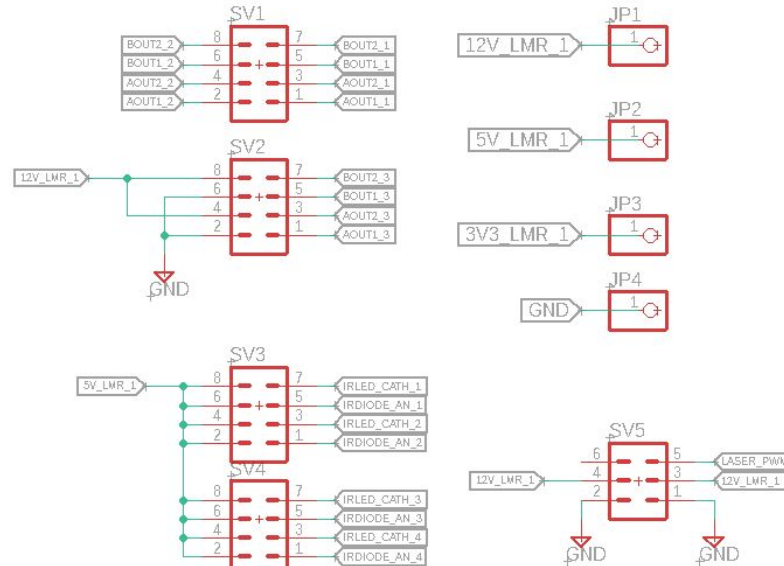 SV1
BOUT2_2 8 7 BOUT2_1
BOUT1_2 6 5 BOUT1_1
AOUT2_2 4 3 AOUT2_1
AOUT1_2 2 1 AOUT1_1
SV2
12V_LMR_1 8 7 BOUT2_3
6 5 BOUT1_3
4 3 AOUT2_3
2 1 AOUT1_3
GND
SV3
5V_LMR_1 8 7 IRLED_CATH_1
6 5 IRDIODE_AN_1
4 3 IRLED_CATH_2
2 1 IRDIODE_AN_2
SV4
8 7 IRLED_CATH_3
6 5 IRDIODE_AN_3
4 3 IRLED_CATH_4
2 1 IRDIODE_AN_4
JP1
12V_LMR_1 1
JP2
5V_LMR_1 1
JP3
3V3_LMR_1 1
JP4
GND 1
SV5
6 5 LASER_PWM
12V_LMR_1 4 3 12V_LMR_1
2 1
GND GND